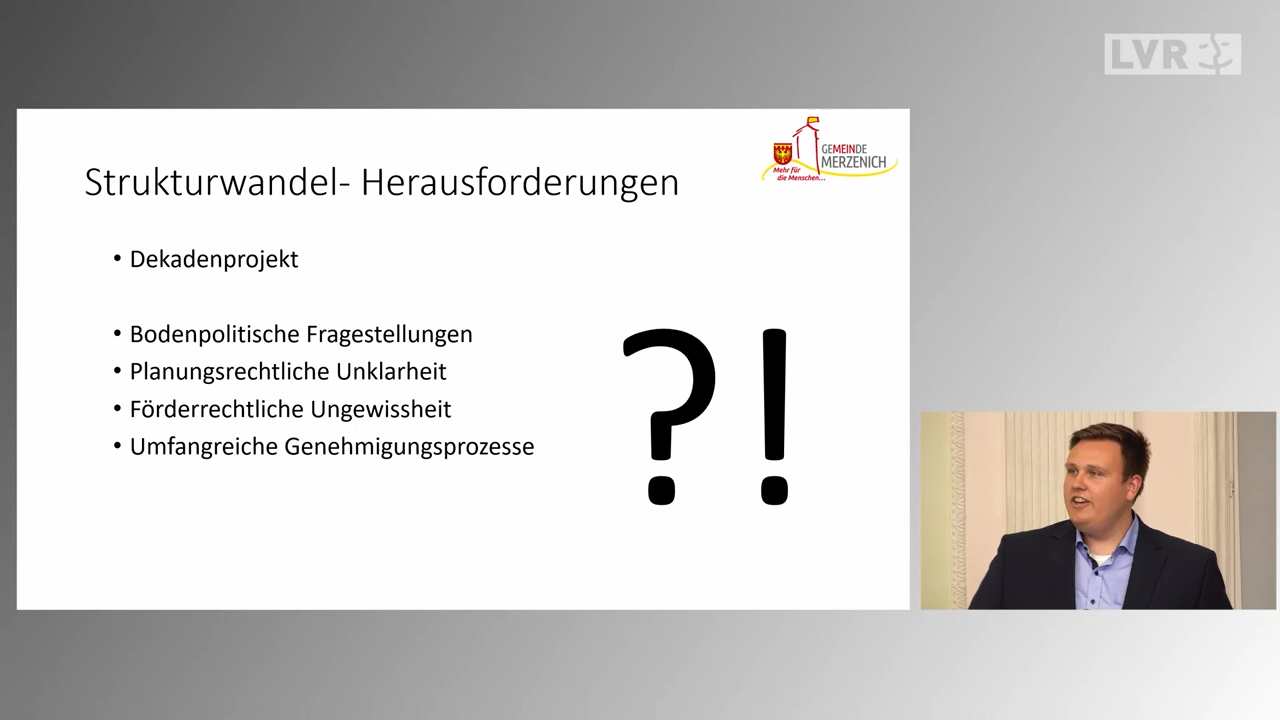 LVR
GEMEINDE
MERZENICH
Mehr für
die Menschen...
Strukturwandel- Herausforderungen
• Dekadenprojekt
• Bodenpolitische Fragestellungen
• Planungsrechtliche Unklarheit
• Förderrechtliche Ungewissheit
• Umfangreiche Genehmigungsprozesse
?!